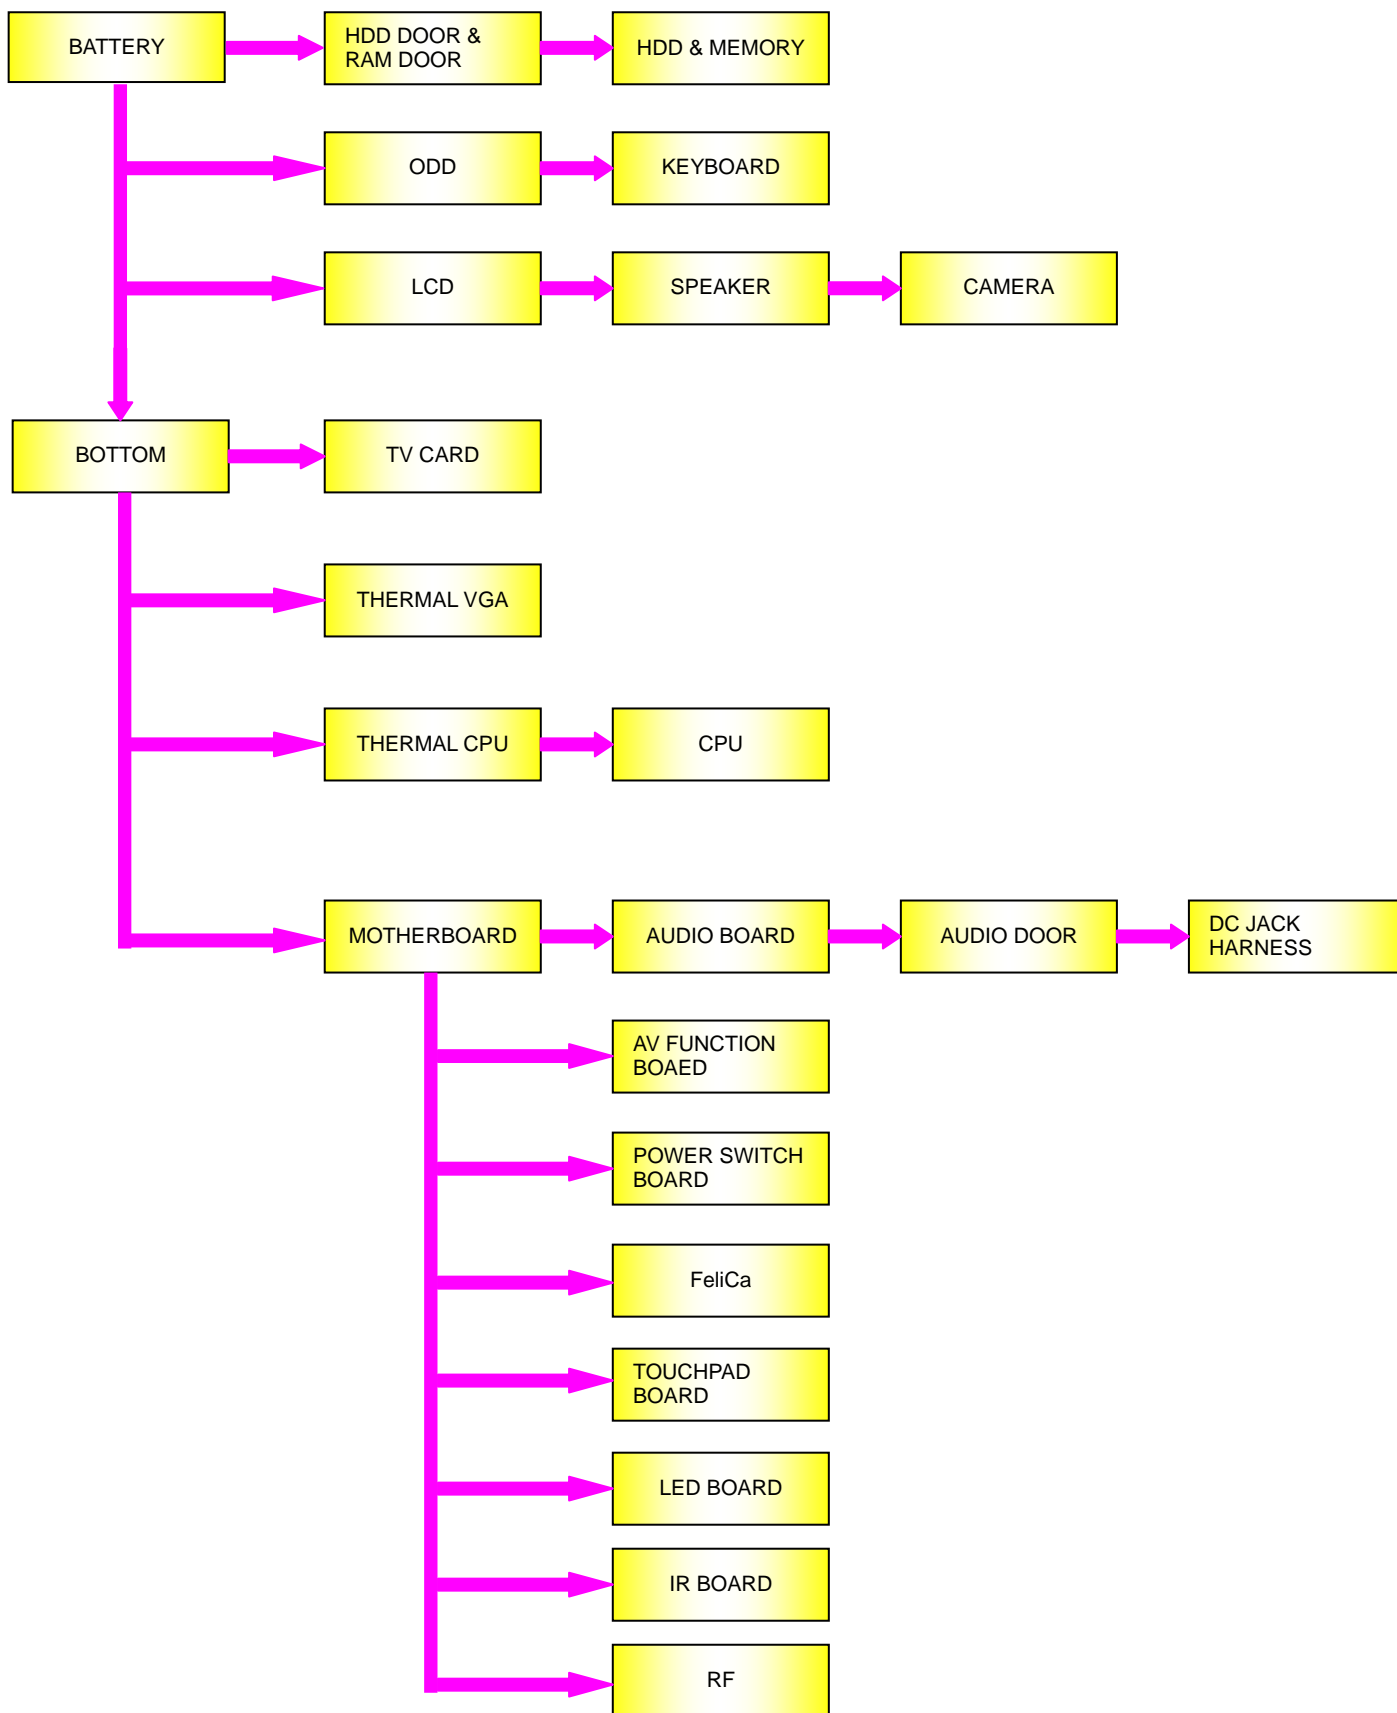 BATTERY
HDD DOOR &
RAM DOOR
HDD & MEMORY
ODD
KEYBOARD
LCD
SPEAKER
CAMERA
BOTTOM
TV CARD
THERMAL VGA
THERMAL CPU
CPU
MOTHERBOARD
AUDIO BOARD
AUDIO DOOR
DC JACK
HARNESS
AV FUNCTION
BOAED
POWER SWITCH
BOARD
FeliCa
TOUCHPAD
BOARD
LED BOARD
IR BOARD
RF